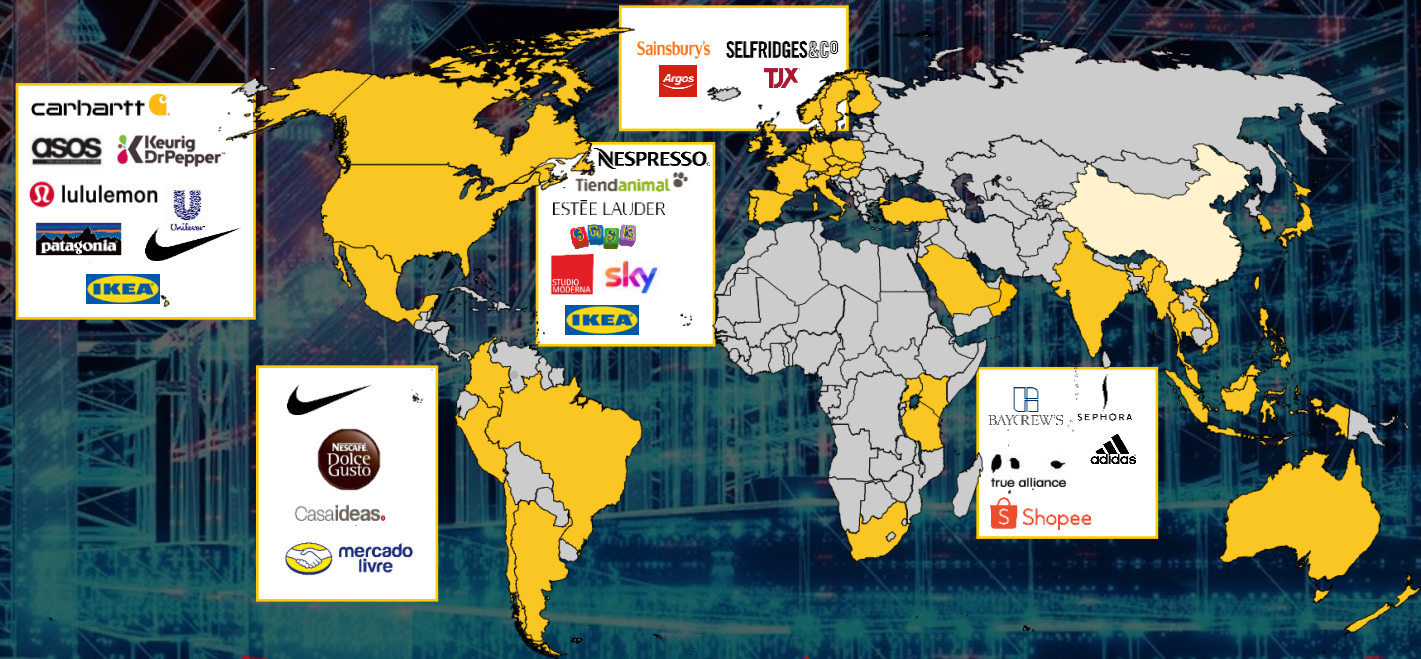 Sainsbury's SELFRIDGES&CO
Argos TJX
carhartt
asos Keurig
DrPepper
lululemon
Unilever
patagonia
IKEA
NESPRESSO
Tiendanimal
ESTĒE LAUDER
SMYK
STUDIO
MODERNA
sky
IKEA
NESCAFÉ
DOLCE
GUSTO
Casaideas
mercado
livre
BAYCREW'S SEPHORA
adidas
true alliance
Shopee